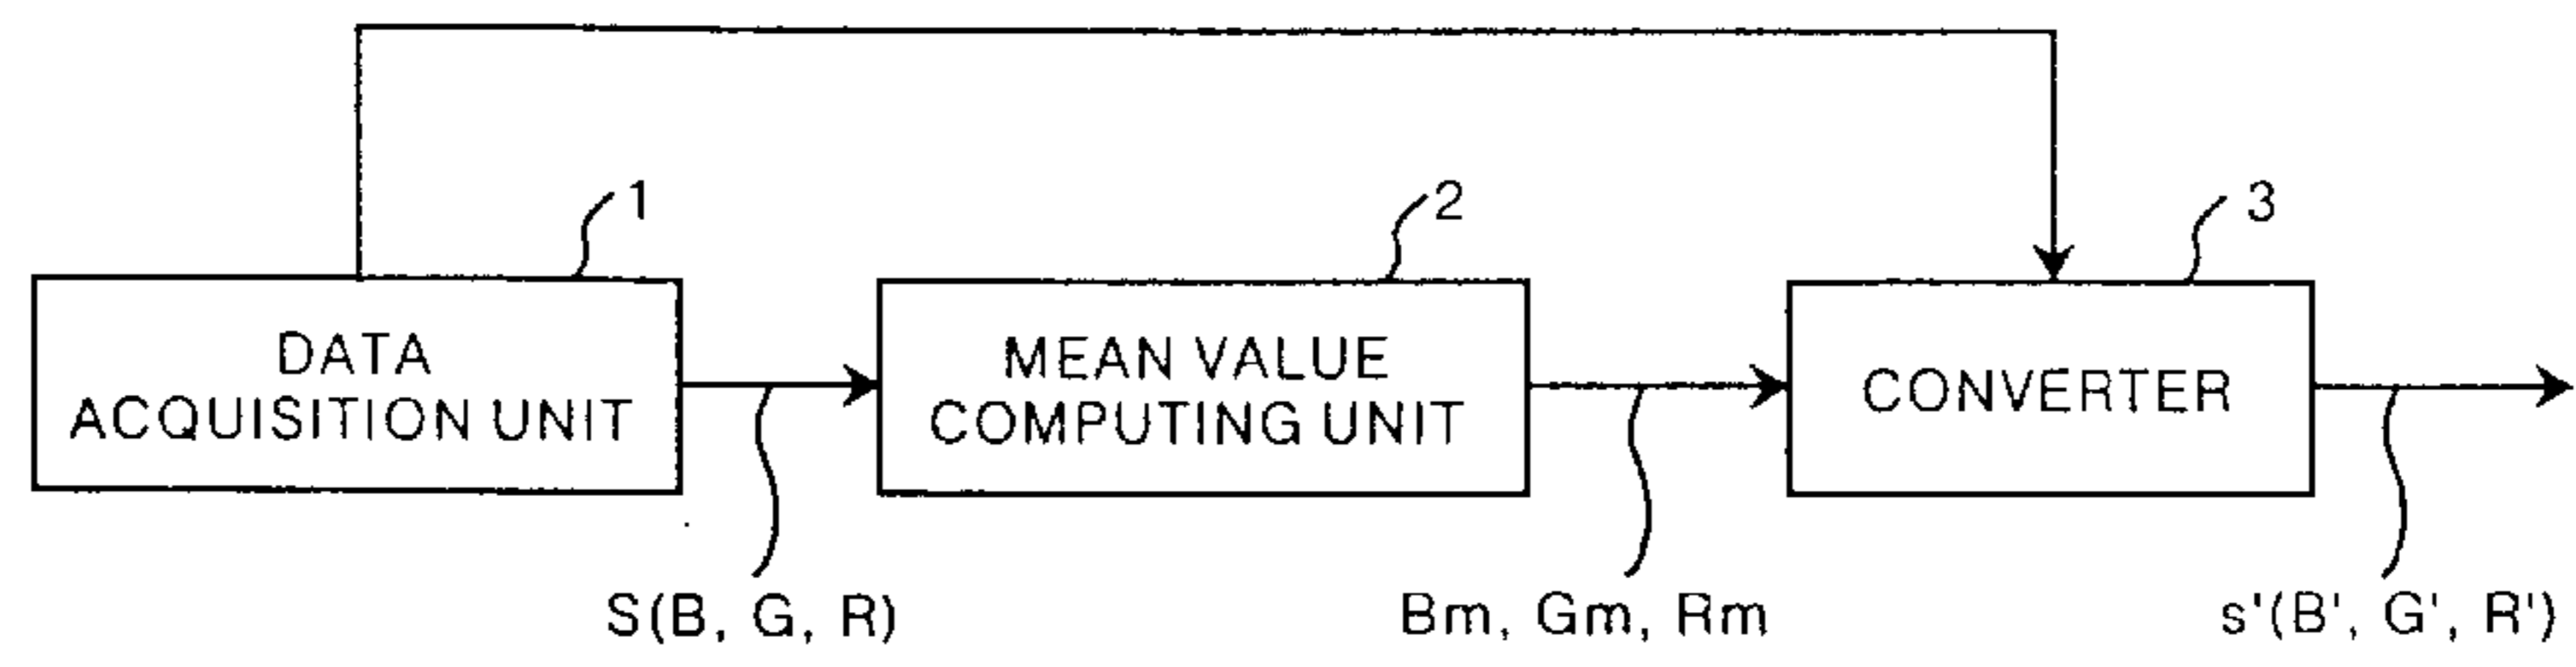 1
2
3
DATA
ACQUISITION UNIT
MEAN VALUE
COMPUTING UNIT
CONVERTER
S(B, G, R)
Bm, Gm, Rm
s'(B', G', R')